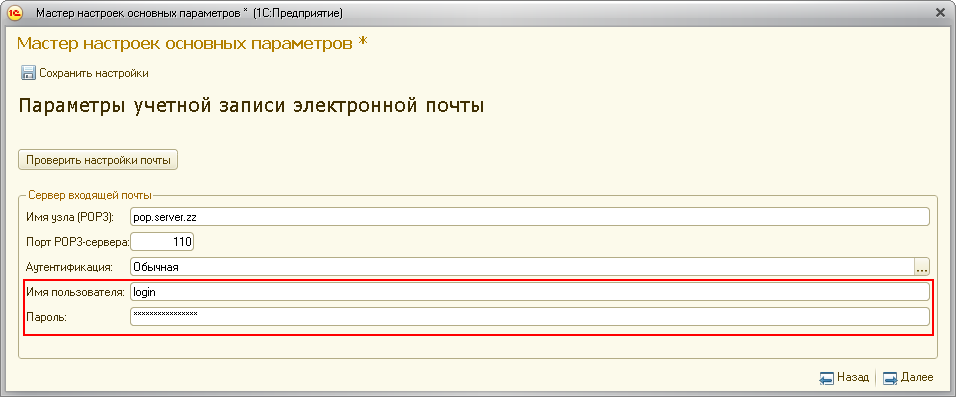 Мастер настроек основных параметров * (1С:Предприятие)
Мастер настроек основных параметров *
Сохранить настройки
Параметры учетной записи электронной почты
Проверить настройки почты
Сервер входящей почты
Имя узла (POP3): pop.server.zz
Порт POP3-сервера: 110
Аутентификация: Обычная ...
Имя пользователя: login
Пароль: ****************
Назад Далее